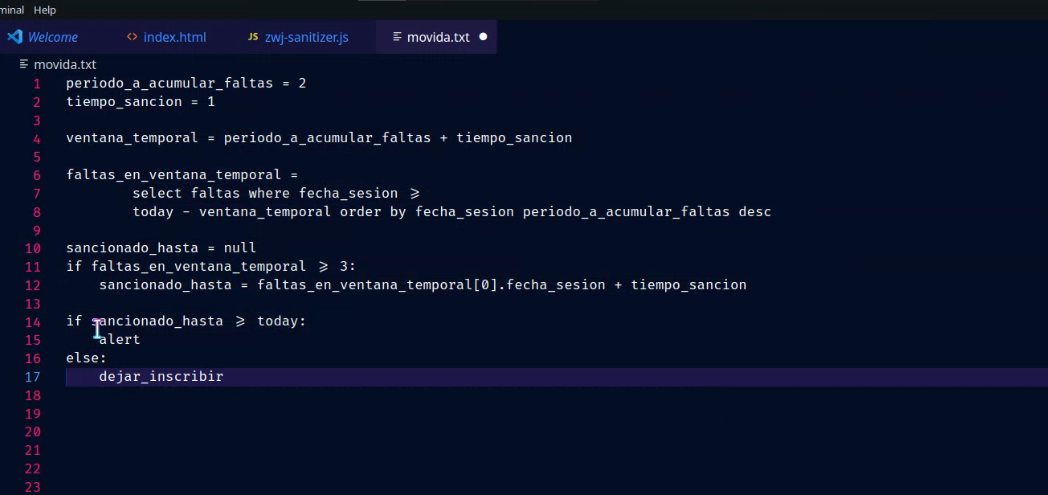 minal Help
Welcome
index.html
JS zwj-sanitizer.js
movida.txt
movida.txt
1 periodo_a_acumular_faltas = 2
2 tiempo_sancion = 1
3
4 ventana_temporal = periodo_a_acumular_faltas + tiempo_sancion
5
6 faltas_en_ventana_temporal =
7 select faltas where fecha_sesion ⩾
8 today - ventana_temporal order by fecha_sesion periodo_a_acumular_faltas desc
9
10 sancionado_hasta = null
11 if faltas_en_ventana_temporal ⩾ 3:
12 sancionado_hasta = faltas_en_ventana_temporal[0].fecha_sesion + tiempo_sancion
13
14 if sancionado_hasta ⩾ today:
15 alert
16 else:
17 dejar_inscribir
18
19
20
21
22
23